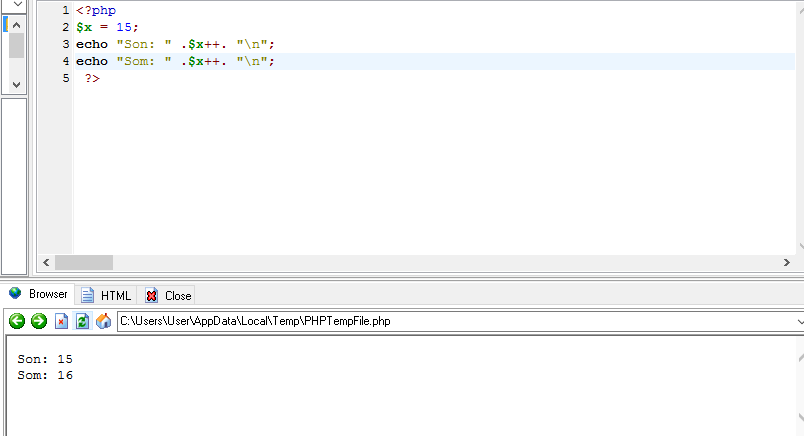 1 <?php
2 $x = 15;
3 echo "Son: " .$x++. "\n";
4 echo "Som: " .$x++. "\n";
5 ?>
Browser HTML Close
C:\Users\User\AppData\Local\Temp\PHPTempFile.php
Son: 15
Som: 16